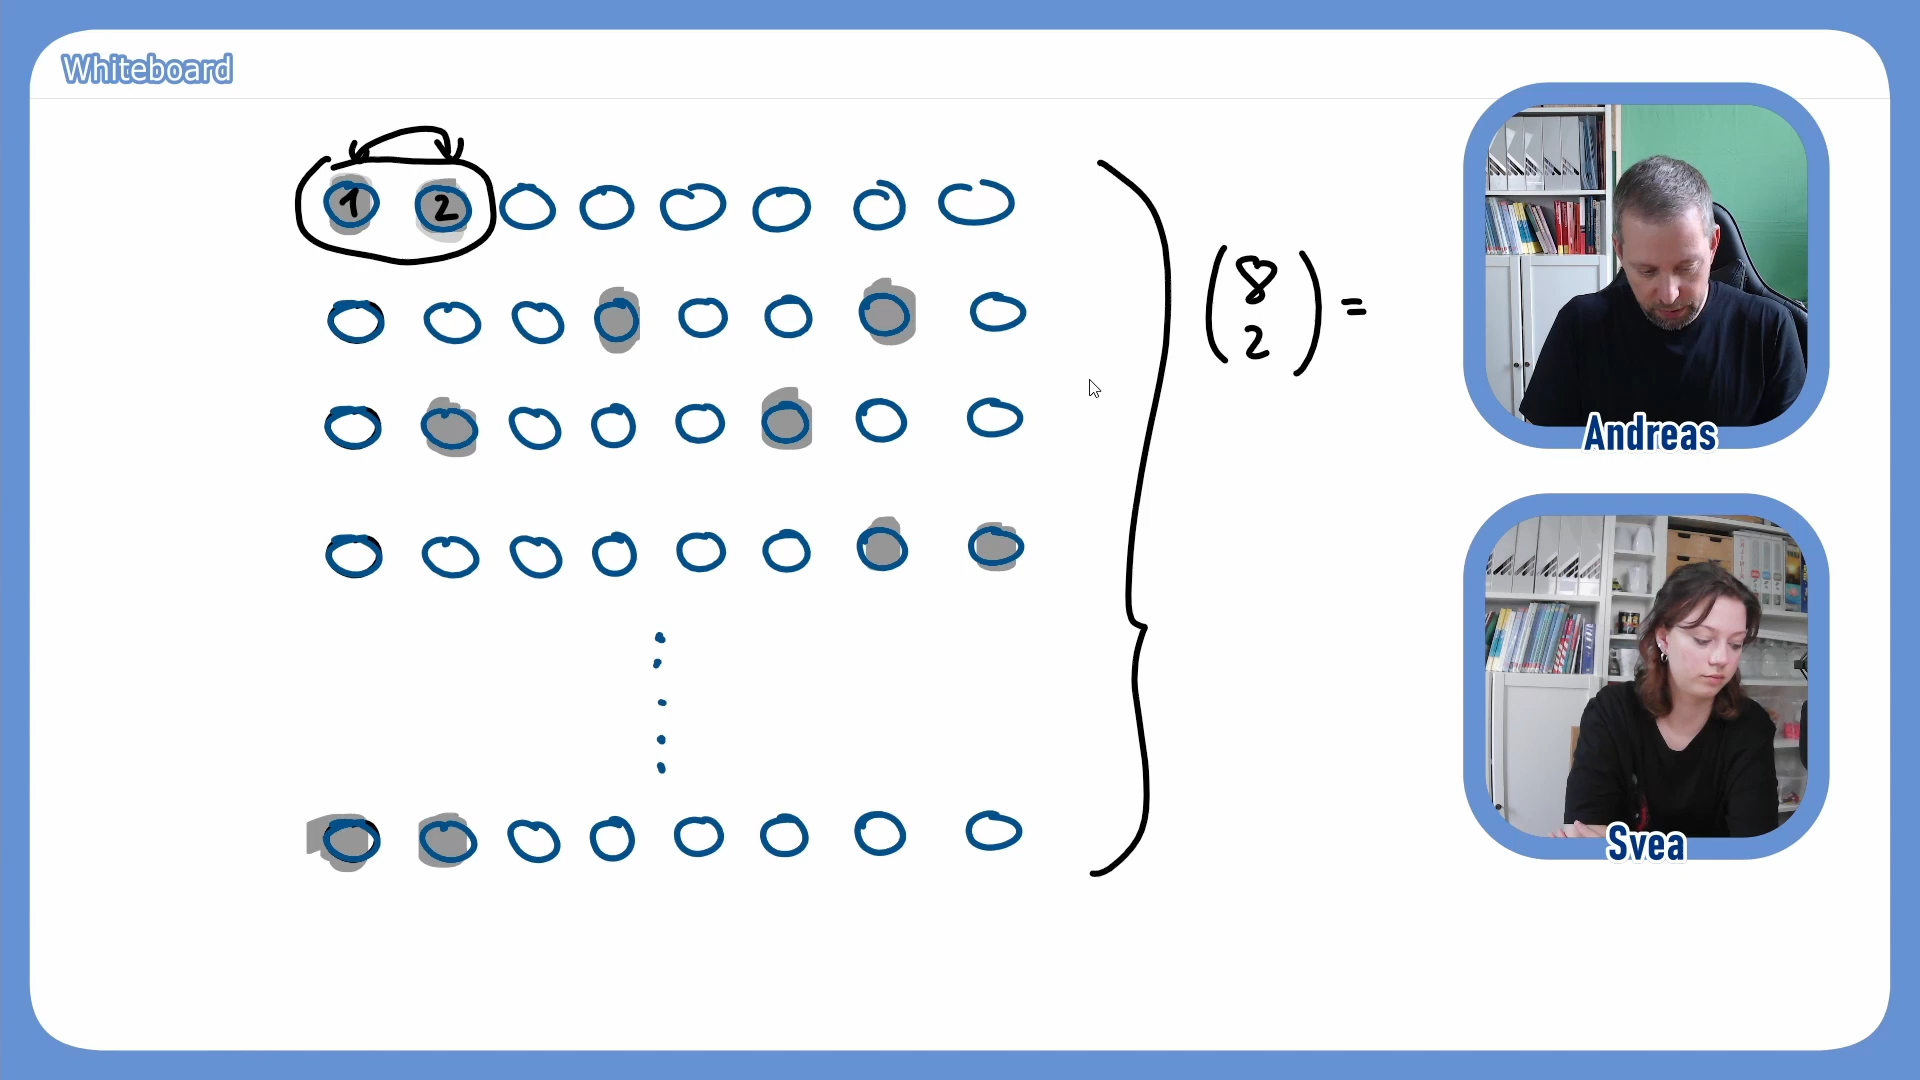 Whiteboard
1 2
( 8 2 ) =
Andreas
Svea